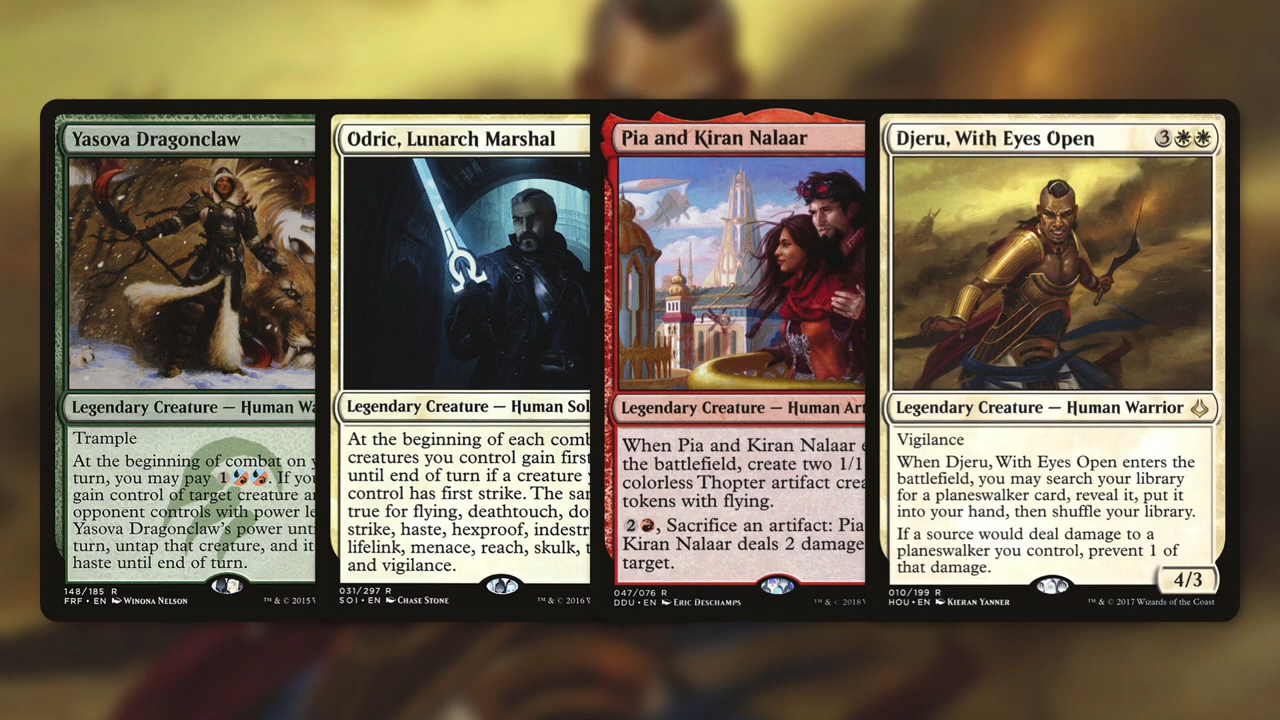 Yasova Dragonclaw
Legendary Creature — Human Wa
Trample
At the beginning of combat on y
turn, you may pay 1. If you
gain control of target creature an
opponent controls with power le
Yasova Dragonclaw's power unti
turn, untap that creature, and it
haste until end of turn.
148/185 R
FRF • EN Winona Nelson
™ & © 2015 W
Odric, Lunarch Marshal
Legendary Creature — Human Sol
At the beginning of each comb
creatures you control gain first
until end of turn if a creature y
control has first strike. The sam
true for flying, deathtouch, dou
strike, haste, hexproof, indestr
lifelink, menace, reach, skulk, t
and vigilance.
031/297 R
SOI • EN Chase Stone
™ & © 2016 W
Pia and Kiran Nalaar
Legendary Creature — Human Art
When Pia and Kiran Nalaar e
the battlefield, create two 1/1
colorless Thopter artifact crea
tokens with flying.
2, Sacrifice an artifact: Pia
Kiran Nalaar deals 2 damage
target.
047/076 R
DDU • EN Eric Deschamps
™ & © 2018 W
Djeru, With Eyes Open
3
Legendary Creature — Human Warrior
Vigilance
When Djeru, With Eyes Open enters the
battlefield, you may search your library
for a planeswalker card, reveal it, put it
into your hand, then shuffle your library.
If a source would deal damage to a
planeswalker you control, prevent 1 of
that damage.
4/3
010/199 R
HOU • EN Kieran Yanner
™ & © 2017 Wizards of the Coast